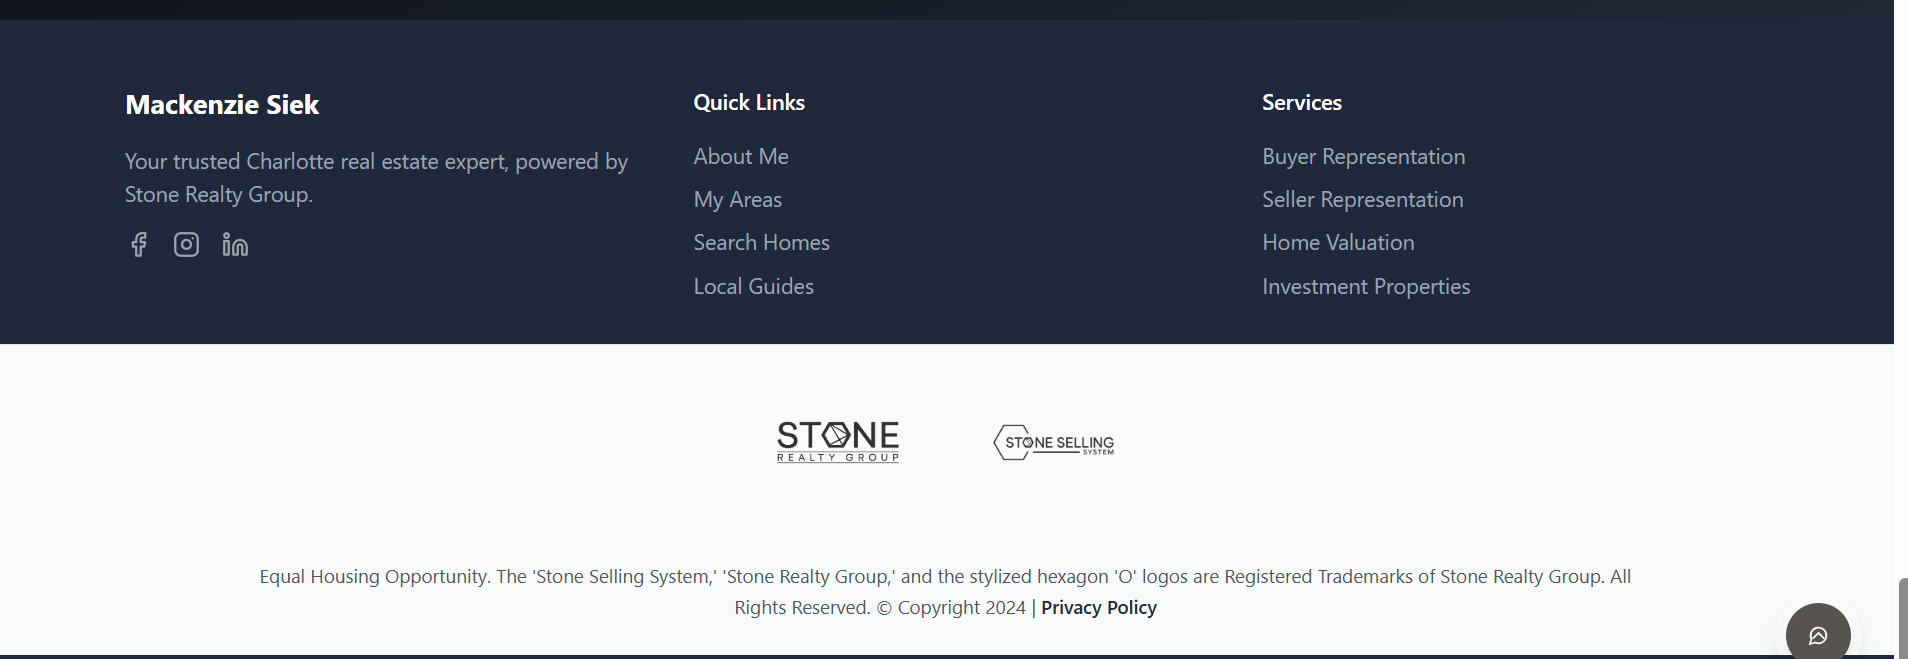 Mackenzie Siek
Your trusted Charlotte real estate expert, powered by
Stone Realty Group.
Quick Links
About Me
My Areas
Search Homes
Local Guides
Services
Buyer Representation
Seller Representation
Home Valuation
Investment Properties
STONE
REALTY GROUP
STONE SELLING
SYSTEM
Equal Housing Opportunity. The 'Stone Selling System,' 'Stone Realty Group,' and the stylized hexagon 'O' logos are Registered Trademarks of Stone Realty Group. All
Rights Reserved. © Copyright 2024 | Privacy Policy